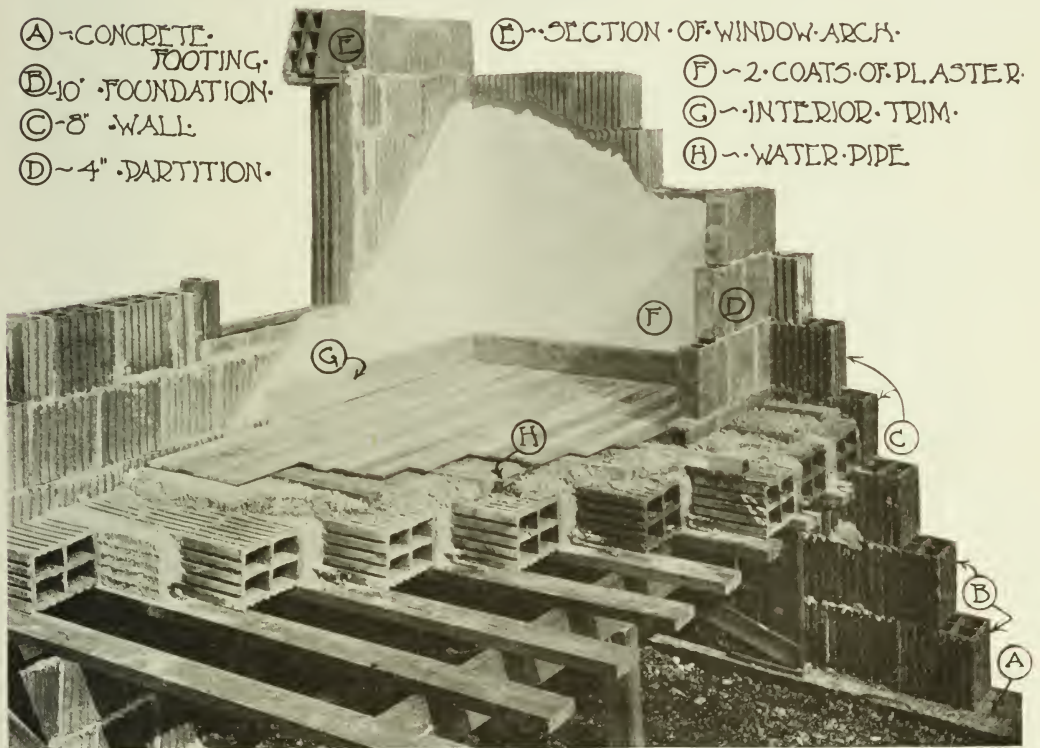 Ⓐ~CONCRETE·
FOOTING·
Ⓑ-10"·FOUNDATION·
Ⓒ-8"·WALL
Ⓓ~4"·PARTITION·
Ⓔ~·SECTION·OF·WINDOW·ARCH·
Ⓕ~2·COATS·OF·PLASTER·
Ⓖ~·INTERIOR·TRIM·
Ⓗ~·WATER·PIPE
E
F
D
G
H
C
B
A